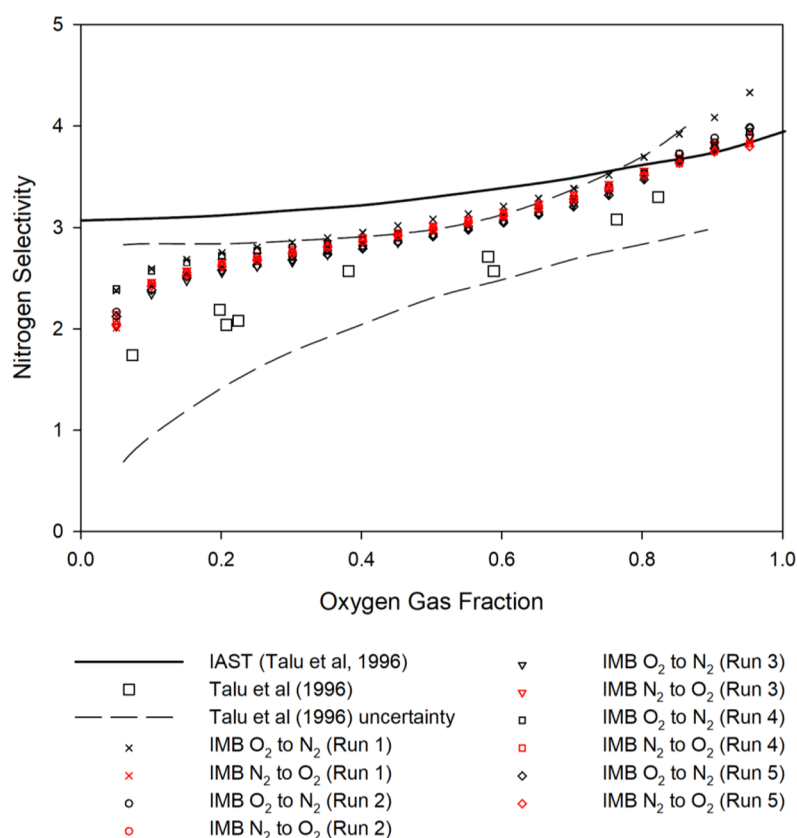 5
4
3
2
1
0
Nitrogen Selectivity
0.0 0.2 0.4 0.6 0.8 1.0
Oxygen Gas Fraction
IAST (Talu et al, 1996)
Talu et al (1996)
Talu et al (1996) uncertainty
IMB O₂ to N₂ (Run 1)
IMB N₂ to O₂ (Run 1)
IMB O₂ to N₂ (Run 2)
IMB N₂ to O₂ (Run 2)
IMB O₂ to N₂ (Run 3)
IMB N₂ to O₂ (Run 3)
IMB O₂ to N₂ (Run 4)
IMB N₂ to O₂ (Run 4)
IMB O₂ to N₂ (Run 5)
IMB N₂ to O₂ (Run 5)